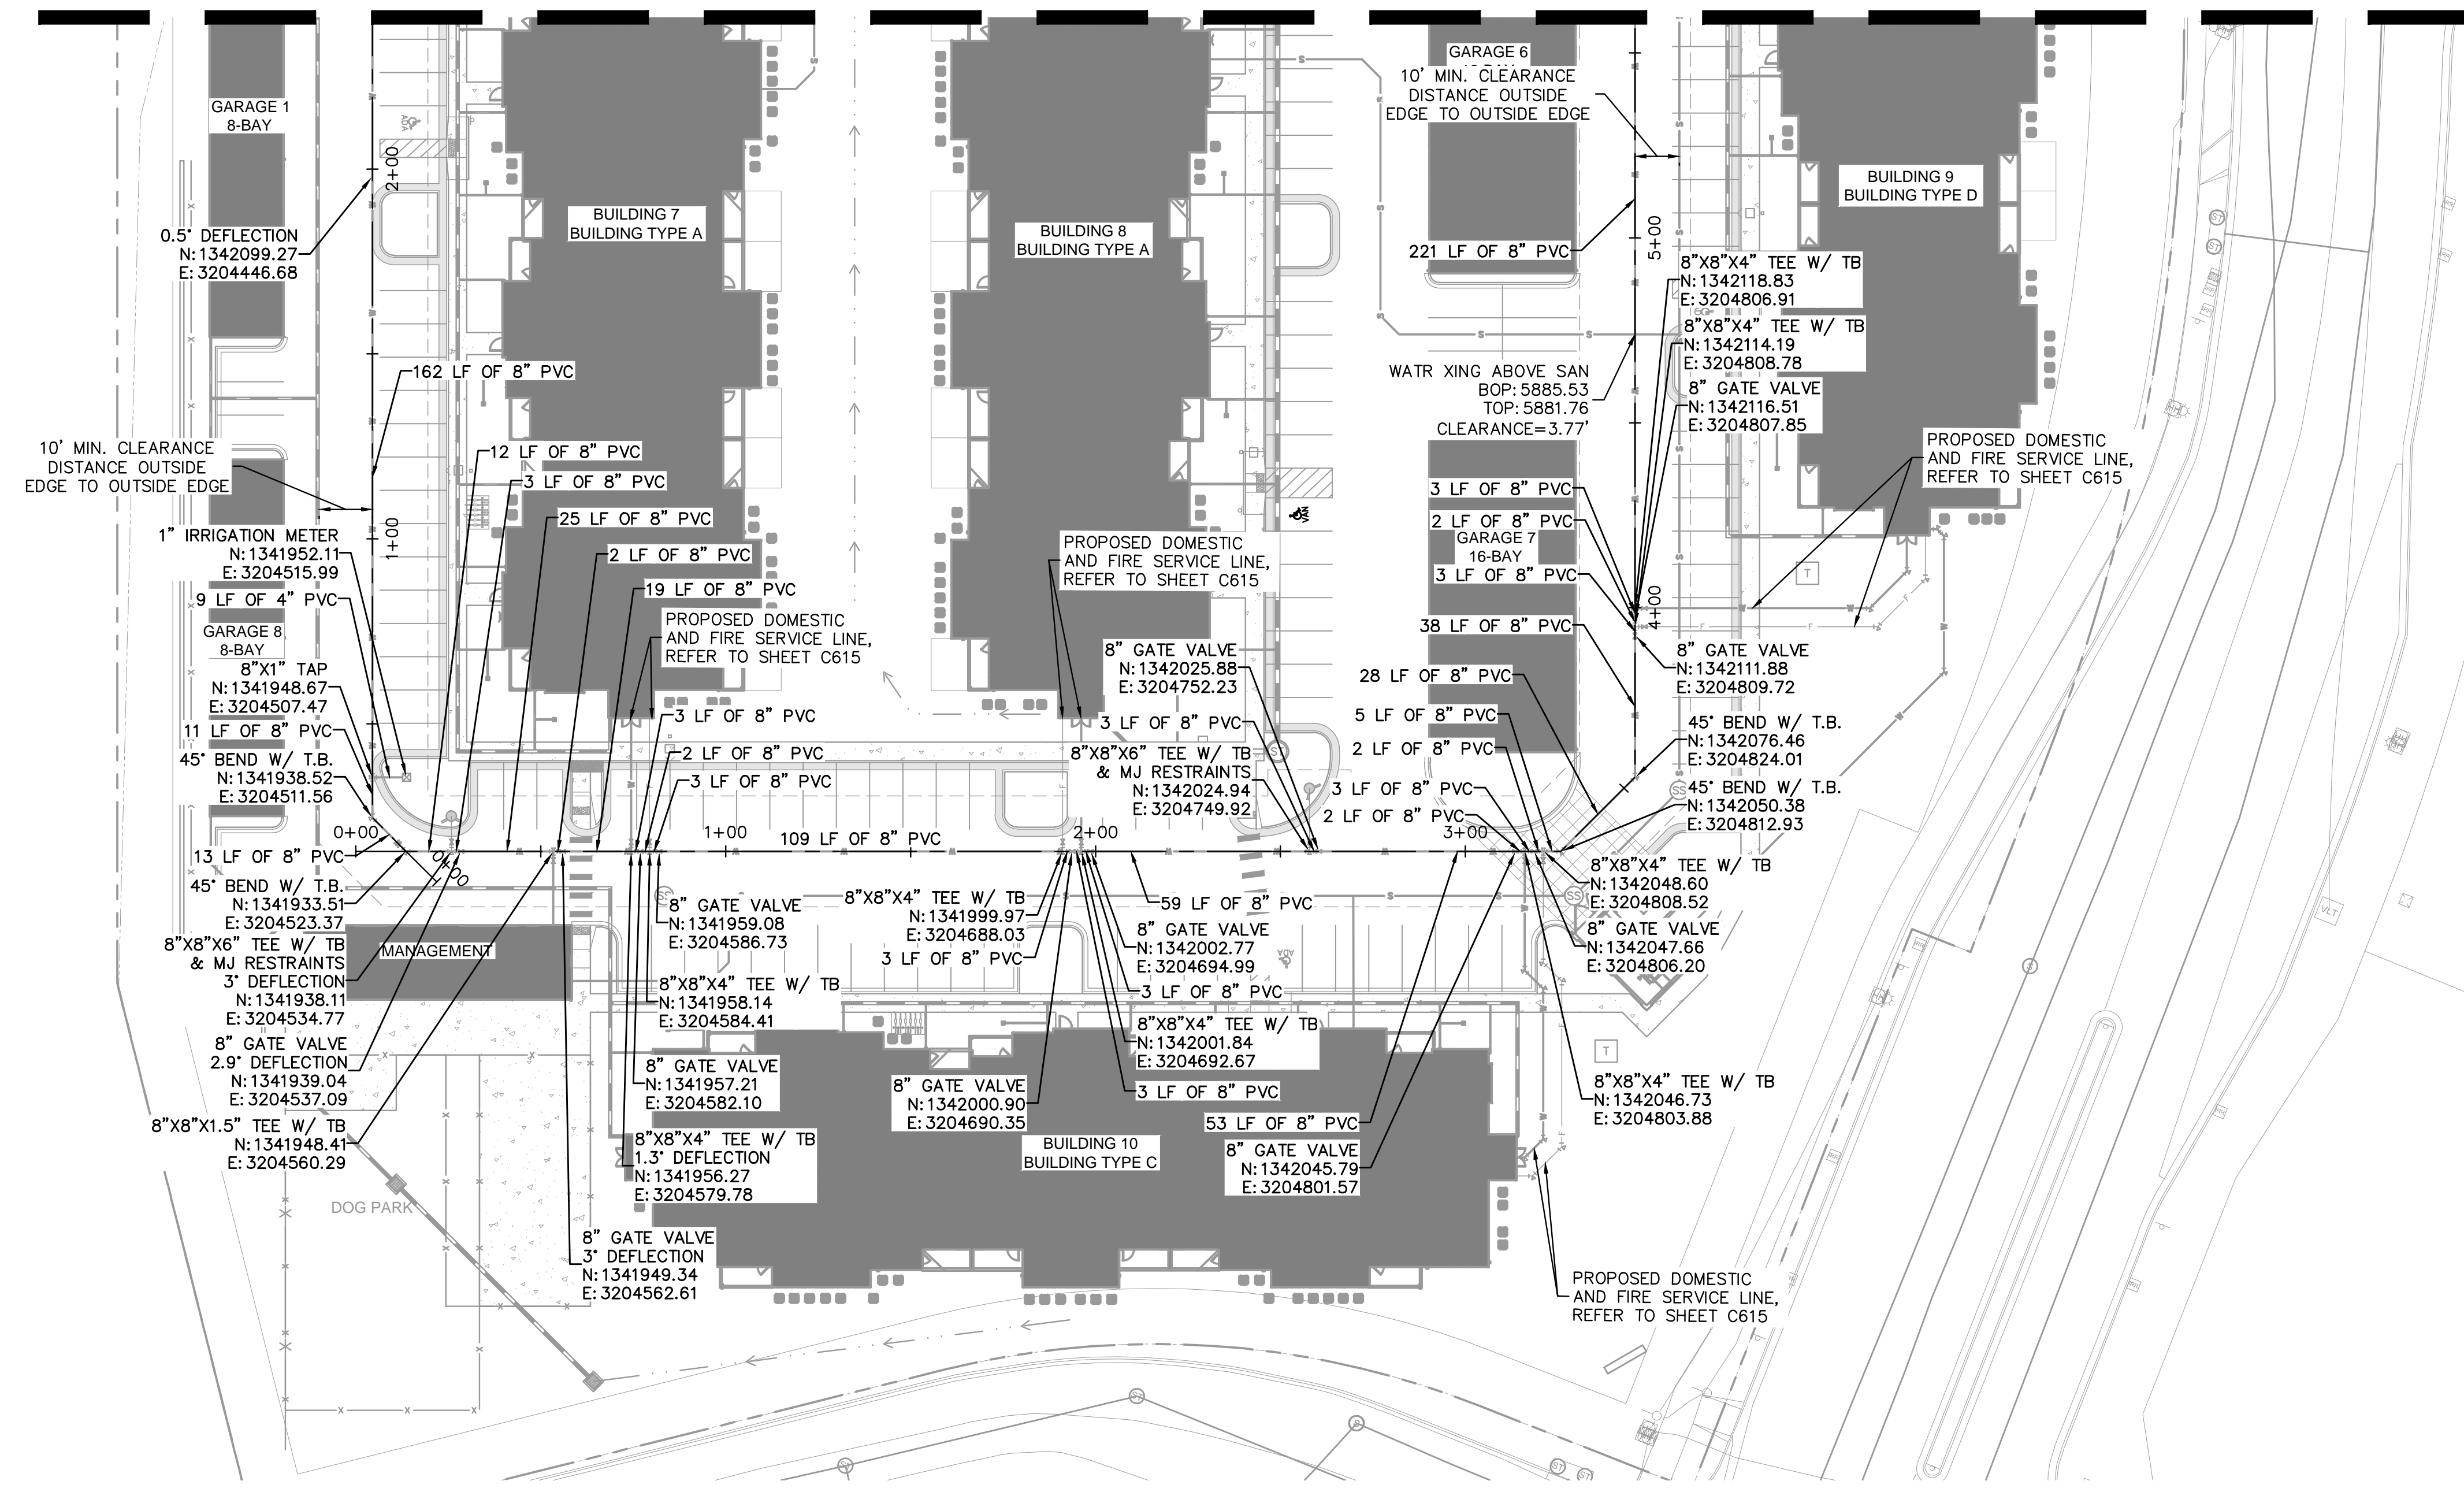 GARAGE 1
8-BAY
0.5° DEFLECTION
N:1342099.27
E:3204446.68
2+00
BUILDING 7
BUILDING TYPE A
BUILDING 8
BUILDING TYPE A
GARAGE 6
10' MIN. CLEARANCE
DISTANCE OUTSIDE
EDGE TO OUTSIDE EDGE
BUILDING 9
BUILDING TYPE D
221 LF OF 8" PVC
5+00
8"X8"X4" TEE W/ TB
N:1342118.83
E:3204806.91
8"X8"X4" TEE W/ TB
N:1342114.19
E:3204808.78
8" GATE VALVE
N:1342116.51
E:3204807.85
WATR XING ABOVE SAN
BOP:5885.53
TOP:5881.76
CLEARANCE=3.77'
PROPOSED DOMESTIC
AND FIRE SERVICE LINE,
REFER TO SHEET C615
162 LF OF 8" PVC
10' MIN. CLEARANCE
DISTANCE OUTSIDE
EDGE TO OUTSIDE EDGE
12 LF OF 8" PVC
3 LF OF 8" PVC
25 LF OF 8" PVC
2 LF OF 8" PVC
19 LF OF 8" PVC
1+00
1" IRRIGATION METER
N:1341952.11
E:3204515.99
9 LF OF 4" PVC
GARAGE 8
8-BAY
8"X1" TAP
N:1341948.67
E:3204507.47
11 LF OF 8" PVC
45° BEND W/ T.B.
N:1341938.52
E:3204511.56
PROPOSED DOMESTIC
AND FIRE SERVICE LINE,
REFER TO SHEET C615
PROPOSED DOMESTIC
AND FIRE SERVICE LINE,
REFER TO SHEET C615
3 LF OF 8" PVC
2 LF OF 8" PVC
GARAGE 7
16-BAY
3 LF OF 8" PVC
38 LF OF 8" PVC
4+00
8" GATE VALVE
N:1342111.88
E:3204809.72
8" GATE VALVE
N:1342025.88
E:3204752.23
3 LF OF 8" PVC
8"X8"X6" TEE W/ TB
& MJ RESTRAINTS
N:1342024.94
E:3204749.92
28 LF OF 8" PVC
5 LF OF 8" PVC
2 LF OF 8" PVC
3 LF OF 8" PVC
2 LF OF 8" PVC
45° BEND W/ T.B.
N:1342076.46
E:3204824.01
45° BEND W/ T.B.
N:1342050.38
E:3204812.93
3 LF OF 8" PVC
2 LF OF 8" PVC
3 LF OF 8" PVC
0+00
1+00
109 LF OF 8" PVC
2+00
3+00
13 LF OF 8" PVC
0+00
45° BEND W/ T.B.
N:1341933.51
E:3204523.37
8"X8"X6" TEE W/ TB
& MJ RESTRAINTS
3° DEFLECTION
N:1341938.11
E:3204534.77
8" GATE VALVE
2.9° DEFLECTION
N:1341939.04
E:3204537.09
8"X8"X1.5" TEE W/ TB
N:1341948.41
E:3204560.29
MANAGEMENT
DOG PARK
8" GATE VALVE
N:1341959.08
E:3204586.73
8"X8"X4" TEE W/ TB
N:1341958.14
E:3204584.41
8" GATE VALVE
N:1341957.21
E:3204582.10
8"X8"X4" TEE W/ TB
1.3° DEFLECTION
N:1341956.27
E:3204579.78
8" GATE VALVE
3° DEFLECTION
N:1341949.34
E:3204562.61
8"X8"X4" TEE W/ TB
N:1341999.97
E:3204688.03
3 LF OF 8" PVC
8" GATE VALVE
N:1342000.90
E:3204690.35
59 LF OF 8" PVC
8" GATE VALVE
N:1342002.77
E:3204694.99
3 LF OF 8" PVC
8"X8"X4" TEE W/ TB
N:1342001.84
E:3204692.67
3 LF OF 8" PVC
53 LF OF 8" PVC
8" GATE VALVE
N:1342045.79
E:3204801.57
BUILDING 10
BUILDING TYPE C
8"X8"X4" TEE W/ TB
N:1342048.60
E:3204808.52
8" GATE VALVE
N:1342047.66
E:3204806.20
8"X8"X4" TEE W/ TB
N:1342046.73
E:3204803.88
PROPOSED DOMESTIC
AND FIRE SERVICE LINE,
REFER TO SHEET C615